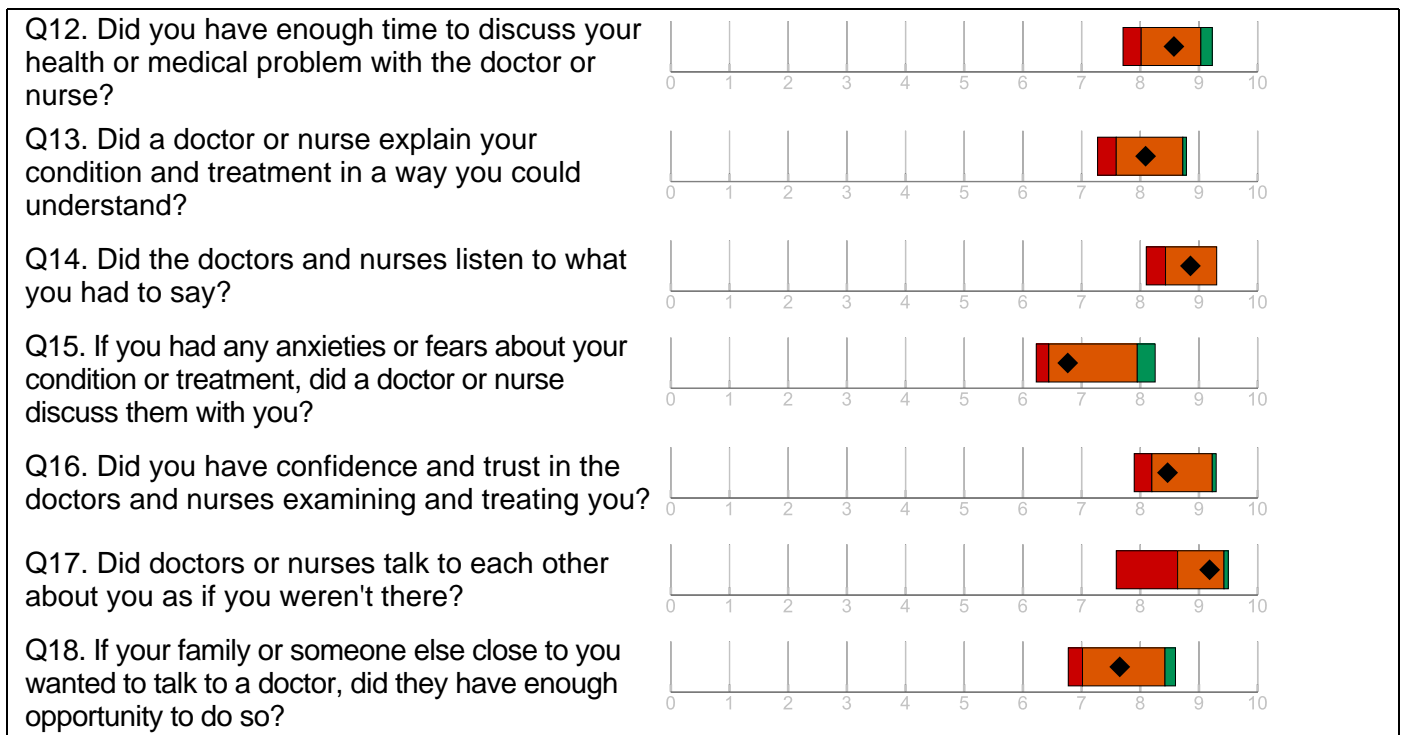 Q12. Did you have enough time to discuss your
health or medical problem with the doctor or
nurse?
0 1 2 3 4 5 6 7 8 9 10
Q13. Did a doctor or nurse explain your
condition and treatment in a way you could
understand?
0 1 2 3 4 5 6 7 8 9 10
Q14. Did the doctors and nurses listen to what
you had to say?
0 1 2 3 4 5 6 7 8 9 10
Q15. If you had any anxieties or fears about your
condition or treatment, did a doctor or nurse
discuss them with you?
0 1 2 3 4 5 6 7 8 9 10
Q16. Did you have confidence and trust in the
doctors and nurses examining and treating you?
0 1 2 3 4 5 6 7 8 9 10
Q17. Did doctors or nurses talk to each other
about you as if you weren't there?
0 1 2 3 4 5 6 7 8 9 10
Q18. If your family or someone else close to you
wanted to talk to a doctor, did they have enough
opportunity to do so?
0 1 2 3 4 5 6 7 8 9 10